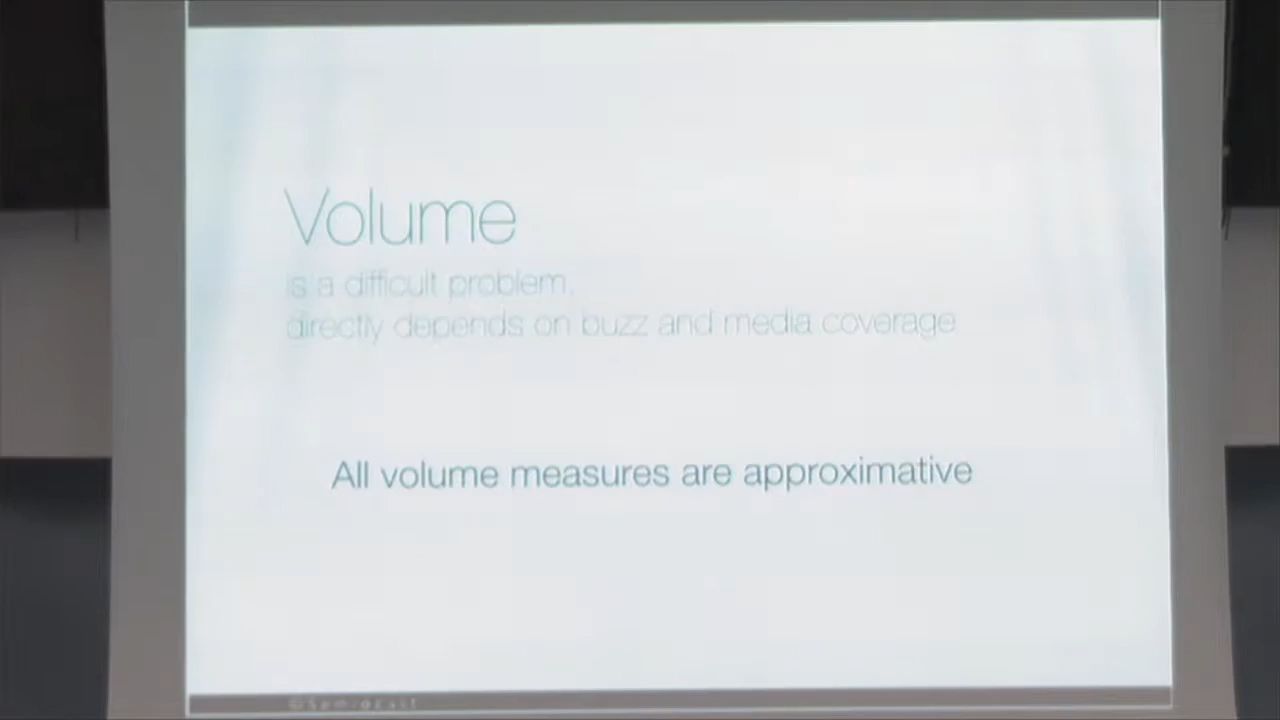 Volume
is a difficult problem,
directly depends on buzz and media coverage
All volume measures are approximative